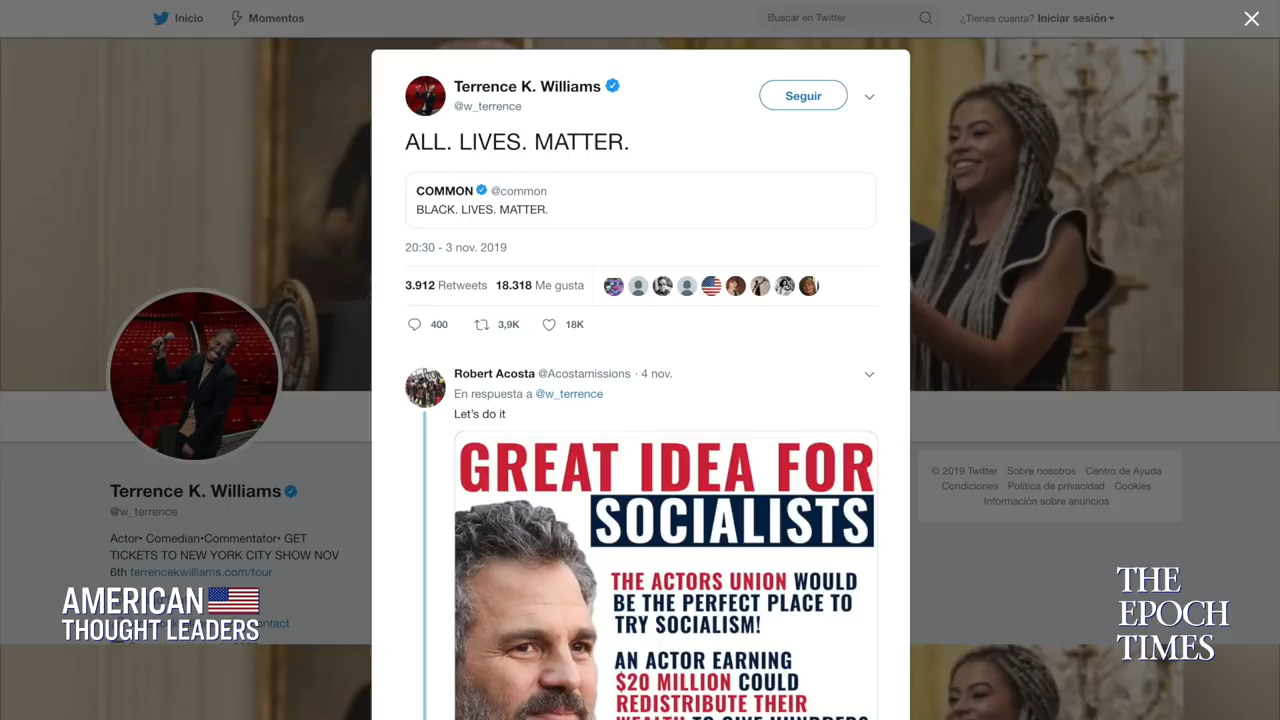 Inicio
Momentos
Buscar en Twitter
¿Tienes cuenta? Iniciar sesión
Terrence K. Williams
@w_terrence
Seguir
ALL. LIVES. MATTER.
COMMON @common
BLACK. LIVES. MATTER.
20:30 - 3 nov. 2019
3.912 Retweets 18.318 Me gusta
400 3,9K 18K
Robert Acosta @Acostamissions · 4 nov.
En respuesta a @w_terrence
Let's do it
GREAT IDEA FOR
SOCIALISTS
THE ACTORS UNION WOULD
BE THE PERFECT PLACE TO
TRY SOCIALISM!
AN ACTOR EARNING
$20 MILLION COULD
REDISTRIBUTE THEIR
WEALTH TO GIVE HUNDREDS
Terrence K. Williams
@w_terrence
Actor• Comedian•Commentator• GET
TICKETS TO NEW YORK CITY SHOW NOV
6th terrencekwilliams.com/tour
ntact
© 2019 Twitter Sobre nosotros Centro de Ayuda
Condiciones Política de privacidad Cookies
Información sobre anuncios
AMERICAN
THOUGHT LEADERS
THE
EPOCH
TIMES